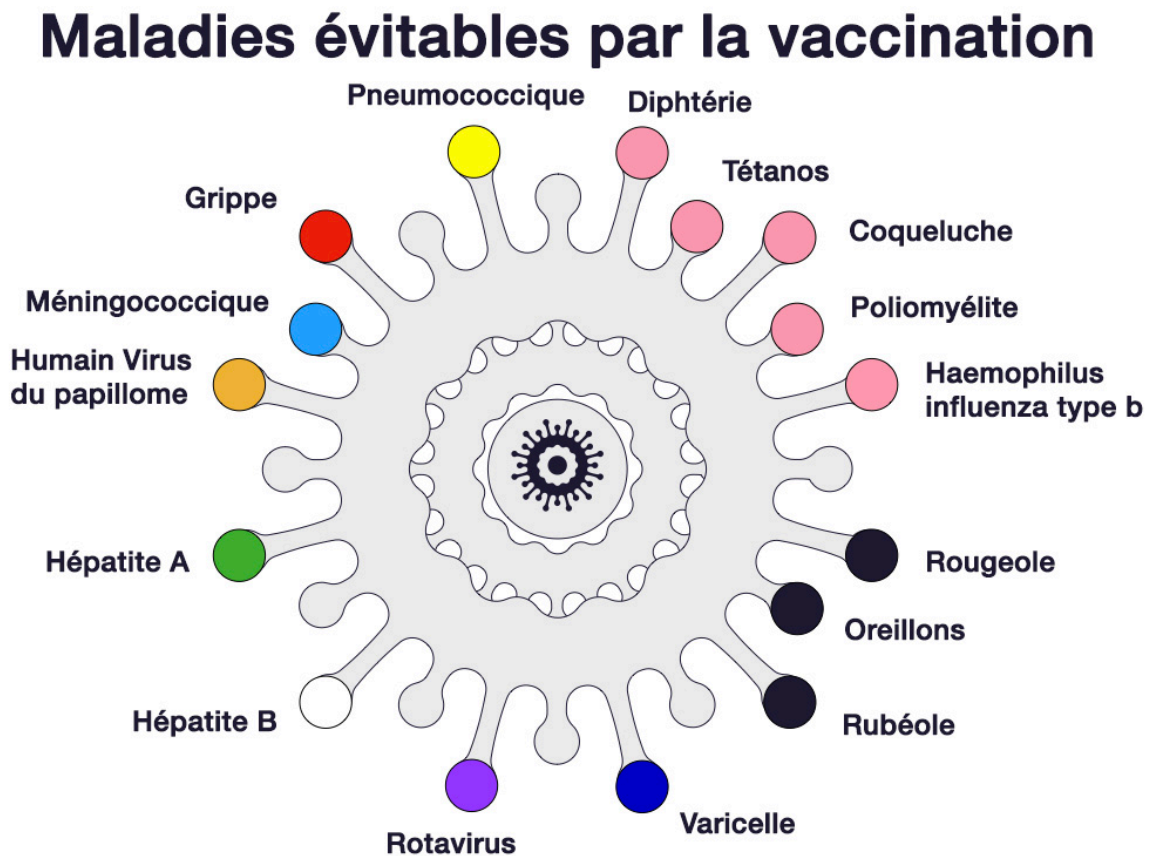 Maladies évitables par la vaccination
Pneumococcique
Diphtérie
Tétanos
Grippe
Coqueluche
Méningococcique
Poliomyélite
Humain Virus
du papillome
Haemophilus
influenza type b
Hépatite A
Rougeole
Oreillons
Hépatite B
Rubéole
Rotavirus
Varicelle